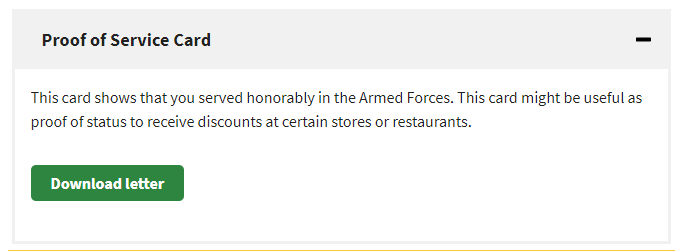 Proof of Service Card
This card shows that you served honorably in the Armed Forces. This card might be useful as
proof of status to receive discounts at certain stores or restaurants.
Download letter